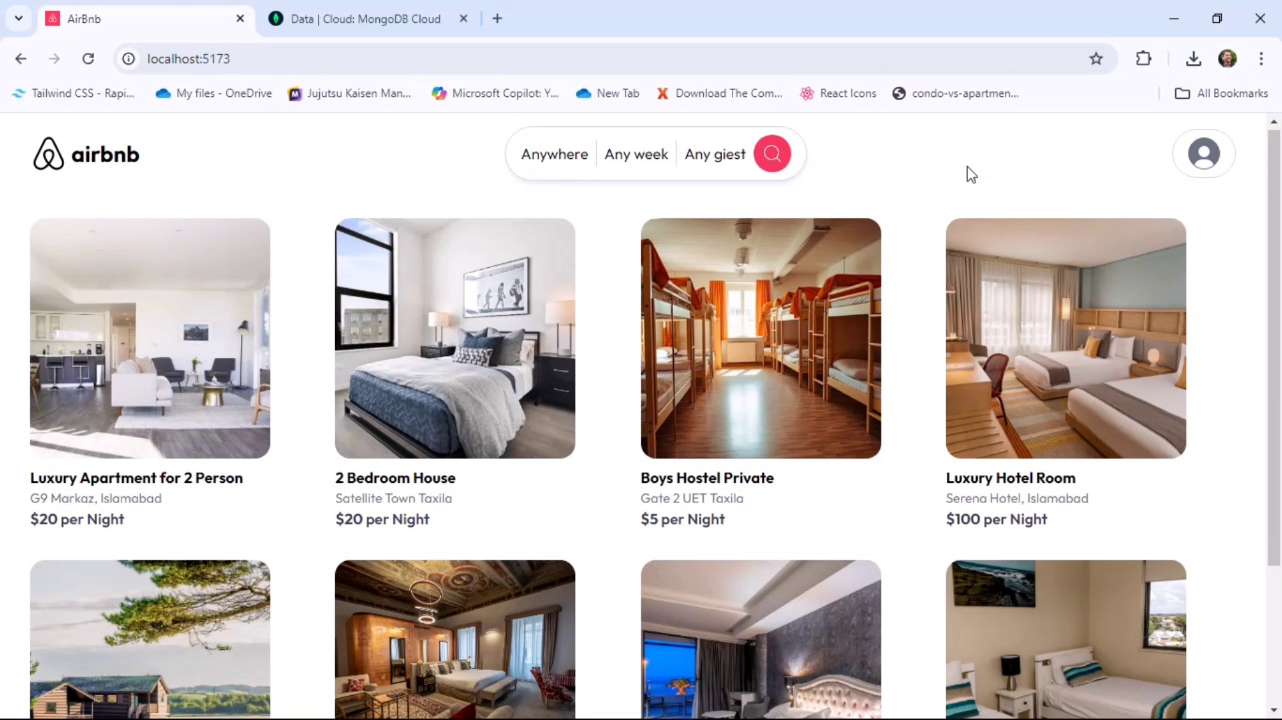 AirBnb
Data | Cloud: MongoDB Cloud
localhost:5173
Tailwind CSS - Rapi...
My files - OneDrive
Jujutsu Kaisen Man...
Microsoft Copilot: Y...
New Tab
Download The Com...
React Icons
condo-vs-apartmen...
All Bookmarks
airbnb
Anywhere
Any week
Any giest
Luxury Apartment for 2 Person
G9 Markaz, Islamabad
$20 per Night
2 Bedroom House
Satellite Town Taxila
$20 per Night
Boys Hostel Private
Gate 2 UET Taxila
$5 per Night
Luxury Hotel Room
Serena Hotel, Islamabad
$100 per Night